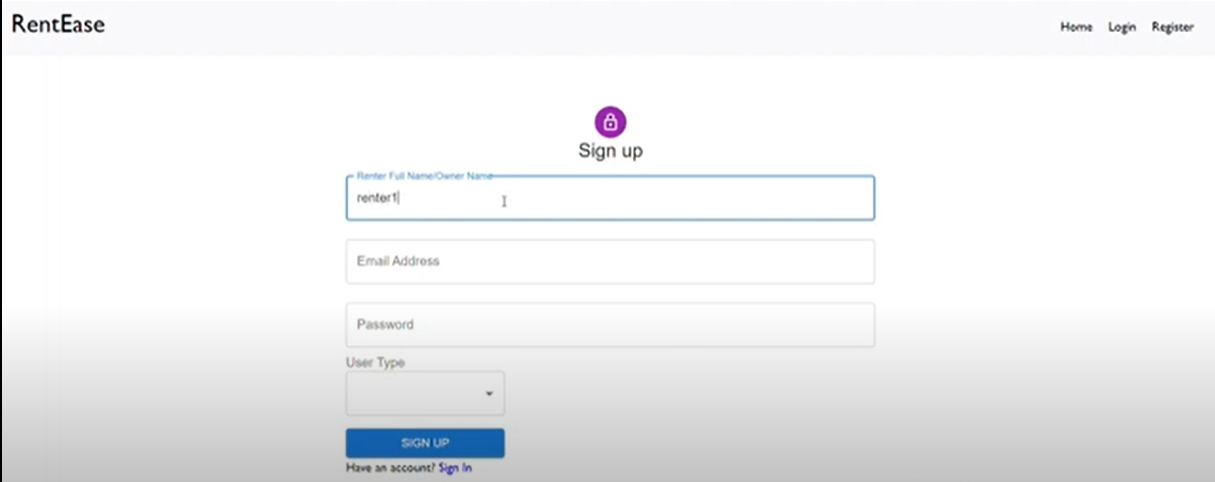 RentEase
Home Login Register
Sign up
Renter Full Name/Owner Name
renter1
Email Address
Password
User Type
SIGN UP
Have an account? Sign In